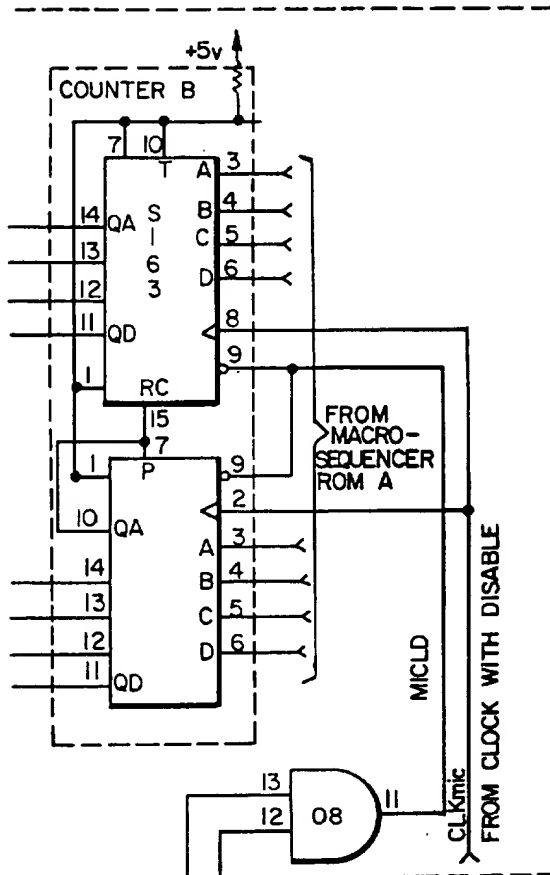 +5v
COUNTER B
7 10
T
A 3
B 4
C 5
D 6
14 QA
13
12
11 QD
S
1
6
3
8
9
1
RC
15
FROM
MACRO-
SEQUENCER
ROM A
7
P
1
9
2
10 QA
A 3
B 4
C 5
D 6
14
13
12
11 QD
MICLD
CLKmic
FROM CLOCK WITH DISABLE
13
12
08
11